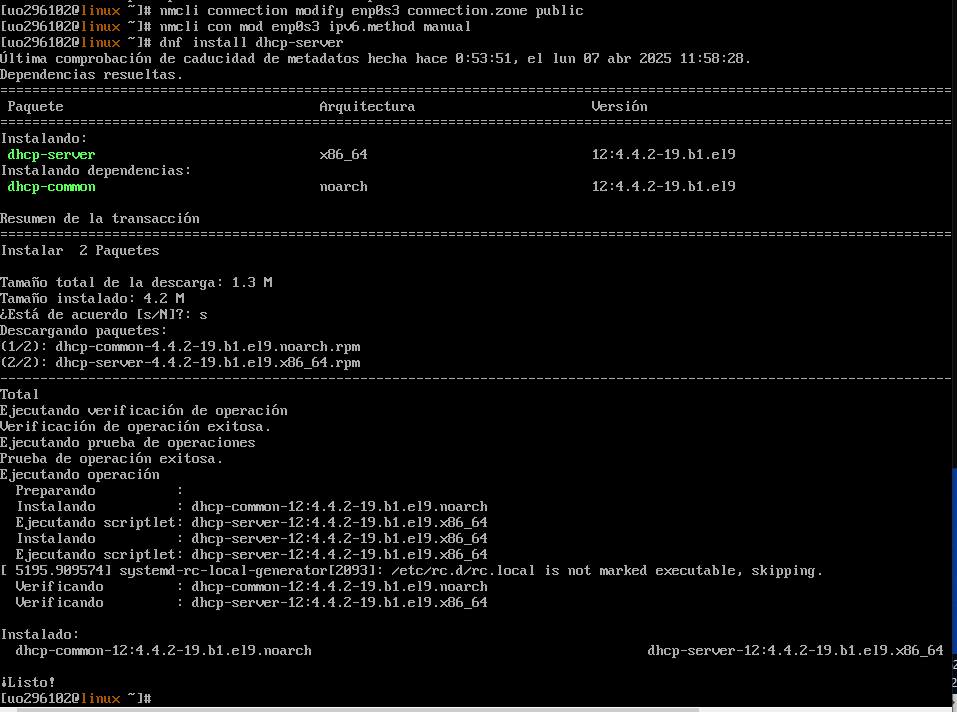 [uo296102@linux ~]# nmcli connection modify enp0s3 connection.zone public
[uo296102@linux ~]# nmcli con mod enp0s3 ipv6.method manual
[uo296102@linux ~]# dnf install dhcp-server
Última comprobación de caducidad de metadatos hecha hace 0:53:51, el lun 07 abr 2025 11:58:28.
Dependencias resueltas.
================================================================================
Paquete Arquitectura Versión
================================================================================
Instalando:
dhcp-server x86_64 12:4.4.2-19.b1.el9
Instalando dependencias:
dhcp-common noarch 12:4.4.2-19.b1.el9
Resumen de la transacción
================================================================================
Instalar 2 Paquetes
Tamaño total de la descarga: 1.3 M
Tamaño instalado: 4.2 M
¿Está de acuerdo [s/N]?: s
Descargando paquetes:
(1/2): dhcp-common-4.4.2-19.b1.el9.noarch.rpm
(2/2): dhcp-server-4.4.2-19.b1.el9.x86_64.rpm
--------------------------------------------------------------------------------
Total
Ejecutando verificación de operación
Verificación de operación exitosa.
Ejecutando prueba de operaciones
Prueba de operación exitosa.
Ejecutando operación
Preparando :
Instalando : dhcp-common-12:4.4.2-19.b1.el9.noarch
Ejecutando scriptlet: dhcp-server-12:4.4.2-19.b1.el9.x86_64
Instalando : dhcp-server-12:4.4.2-19.b1.el9.x86_64
Ejecutando scriptlet: dhcp-server-12:4.4.2-19.b1.el9.x86_64
[ 5195.909574] systemd-rc-local-generator[2093]: /etc/rc.d/rc.local is not marked executable, skipping.
Verificando : dhcp-common-12:4.4.2-19.b1.el9.noarch
Verificando : dhcp-server-12:4.4.2-19.b1.el9.x86_64
Instalado:
dhcp-common-12:4.4.2-19.b1.el9.noarch dhcp-server-12:4.4.2-19.b1.el9.x86_64
¡Listo!
[uo296102@linux ~]#